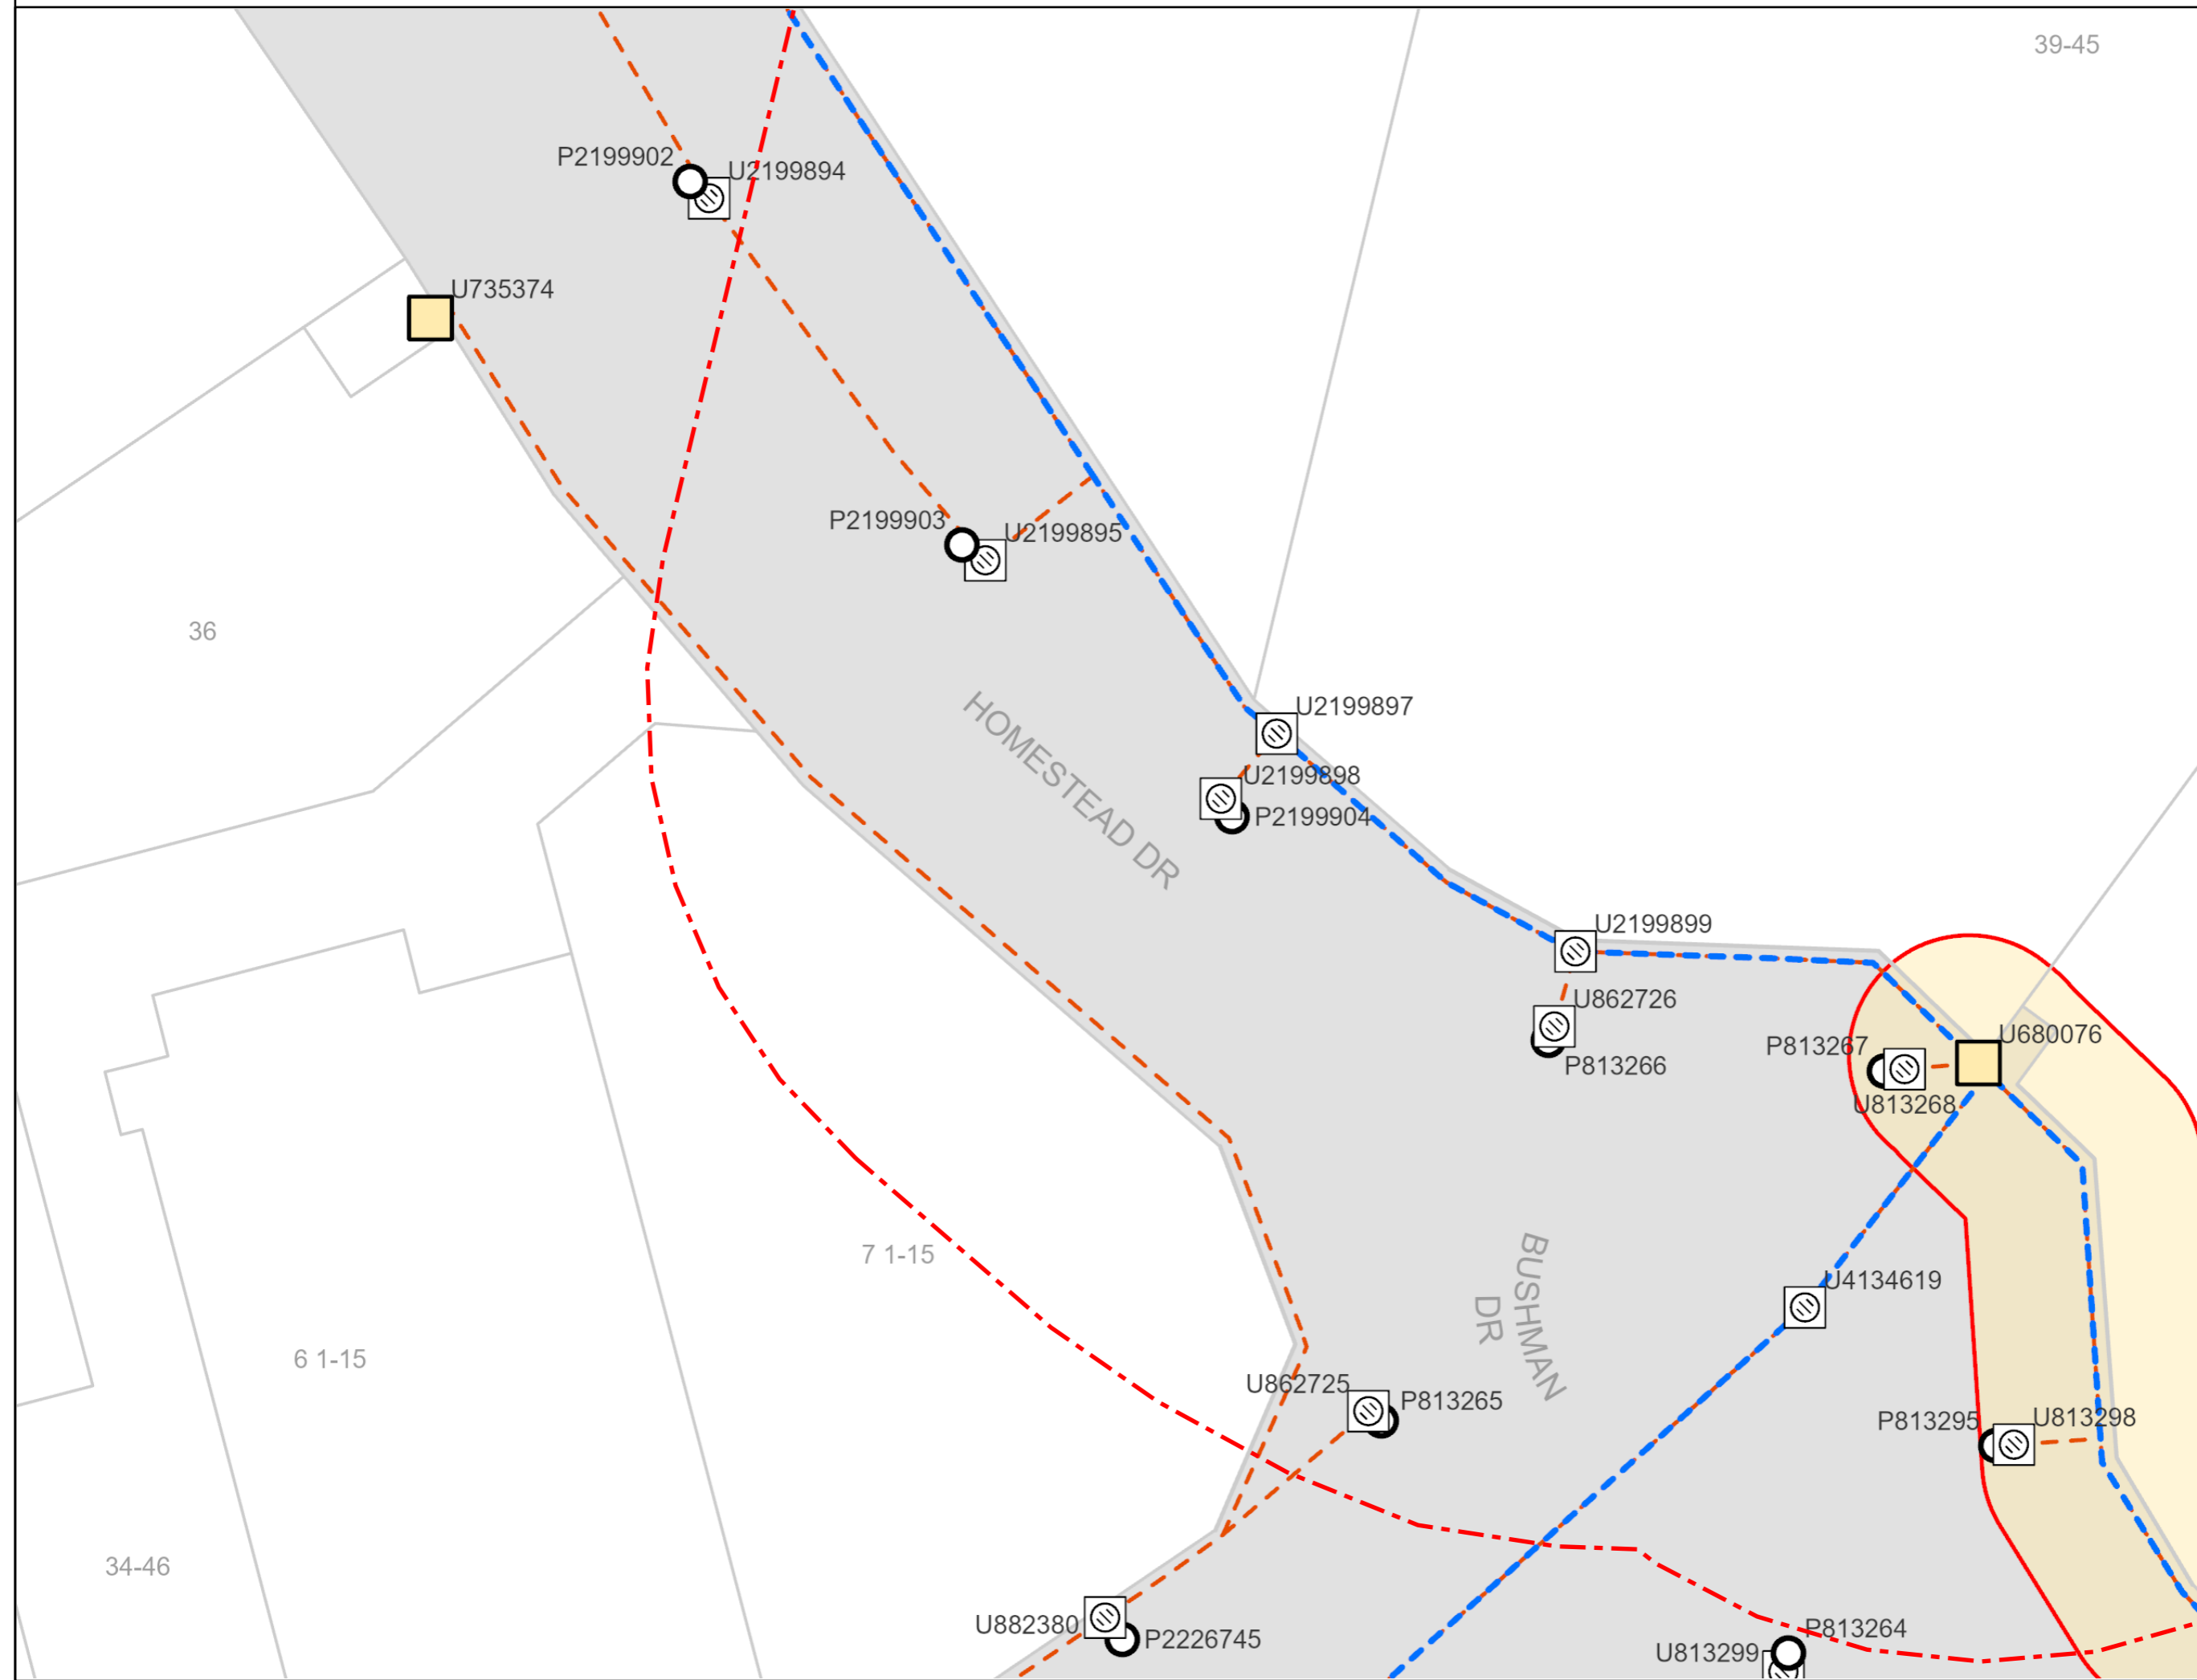 39-45
P2199902
U2199894
U735374
P2199903
U2199895
36
U2199897
HOMESTEAD DR
U2199898
P2199904
U2199899
U862726
P813266
P813267
U680076
U813268
7 1-15
BUSHMAN
DR
U4134619
6 1-15
U862725
P813265
P813295
U813298
34-46
U882380
P2226745
P813264
U813299